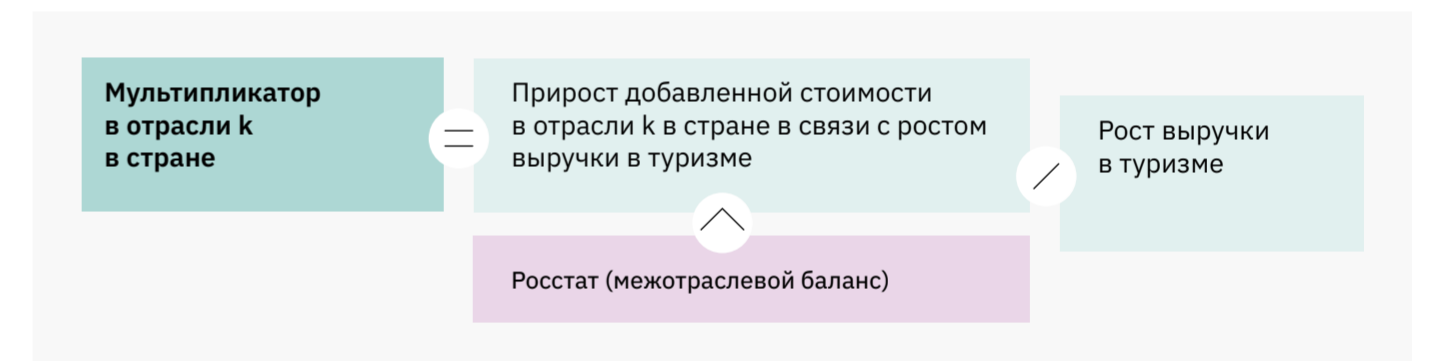 Мультипликатор
в отрасли k
в стране
Прирост добавленной стоимости
в отрасли k в стране в связи с ростом
выручки в туризме
Рост выручки
в туризме
Росстат (межотраслевой баланс)